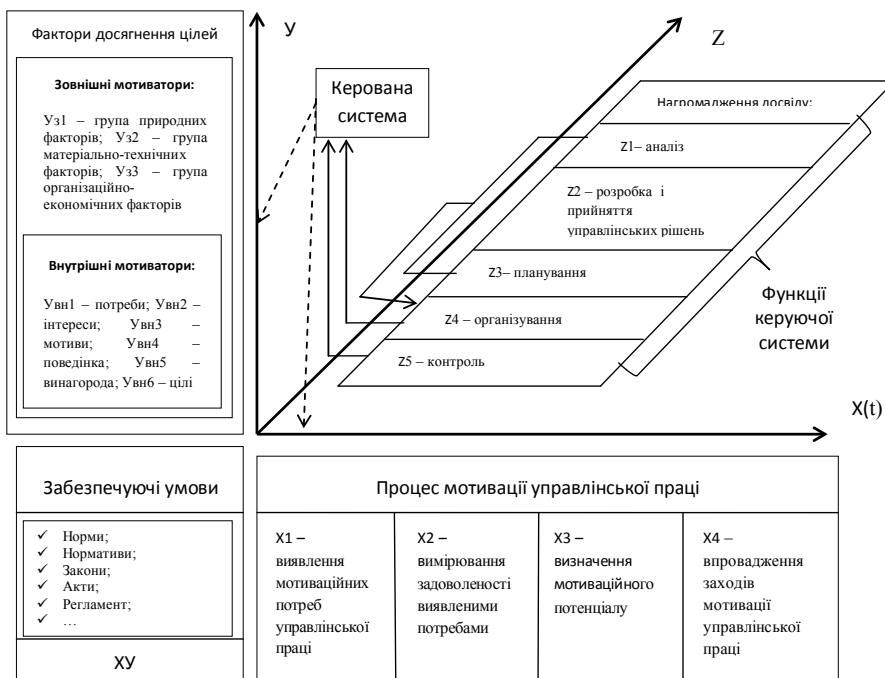 Фактори досягнення цілей
Зовнішні мотиватори:
Уз1 – група природних
факторів; Уз2 – група
матеріально-технічних
факторів; Уз3 – група
організаційно-
економічних факторів
Внутрішні мотиватори:
Увн1 – потреби; Увн2 –
інтереси; Увн3 –
мотиви; Увн4 –
поведінка; Увн5 –
винагорода; Увн6 – цілі
У
Z
Керована
система
Нагромадження досвіду:
Z1– аналіз
Z2 – розробка і
прийняття
управлінських рішень
Z3– планування
Z4 – організування
Z5 – контроль
Функції
керуючої
системи
X(t)
Забезпечуючі умови
✓ Норми;
✓ Нормативи;
✓ Закони;
✓ Акти;
✓ Регламент;
✓ …
ХУ
Процес мотивації управлінської праці
X1 –
виявлення
мотиваційних
потреб
управлінської
праці
X2 –
вимірювання
задоволеності
виявленими
потребами
X3 –
визначення
мотиваційного
потенціалу
X4 –
впровадження
заходів
мотивації
управлінської
праці